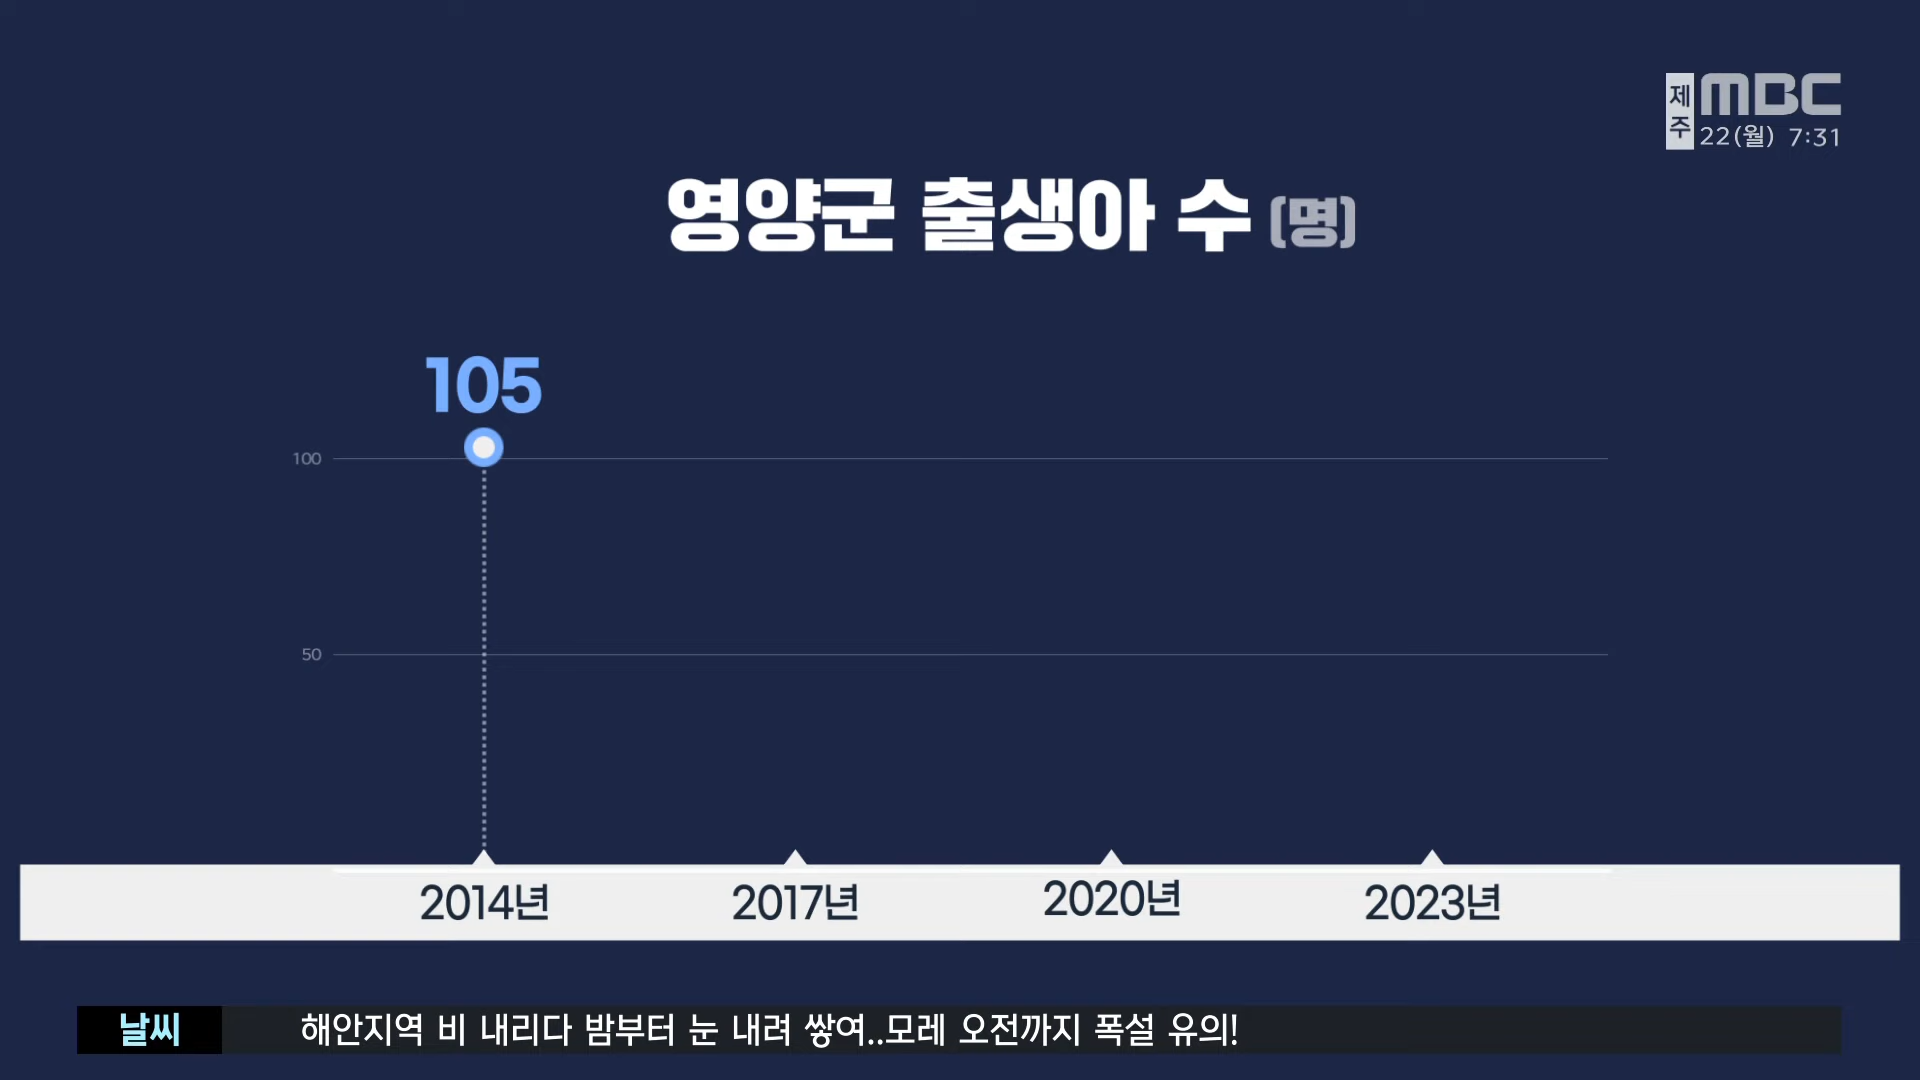 제주 MBC
22(월) 7:31
영양군 출생아 수 (명)
105
100
50
2014년 2017년 2020년 2023년
날씨 해안지역 비 내리다 밤부터 눈 내려 쌓여..모레 오전까지 폭설 유의!